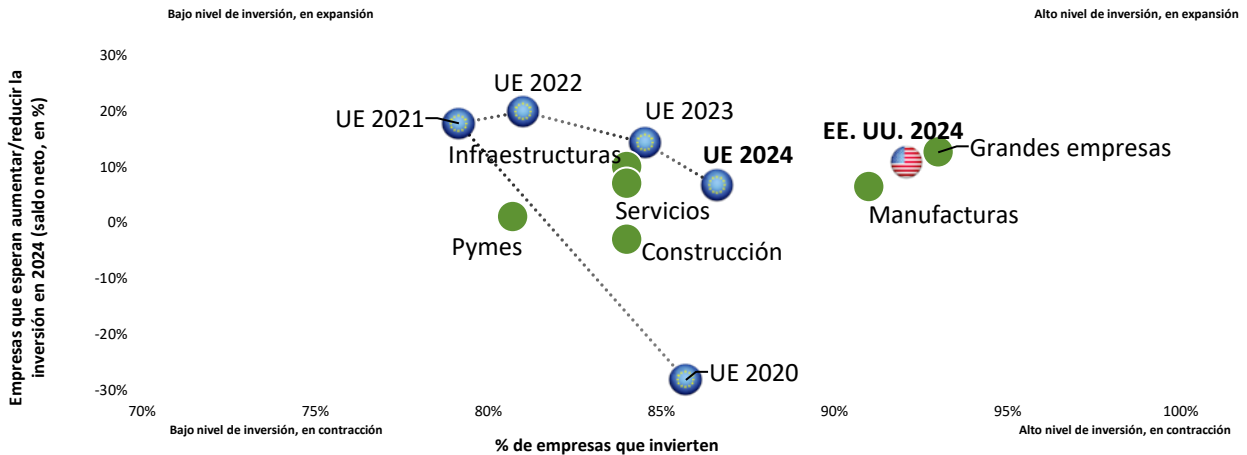 Bajo nivel de inversión, en expansión
Alto nivel de inversión, en expansión
Empresas que esperan aumentar/reducir la
inversión en 2024 (saldo neto, en %)
30%
20%
10%
0%
-10%
-20%
-30%
UE 2021
UE 2022
UE 2023
Infraestructuras
UE 2024
EE. UU. 2024
Grandes empresas
Servicios
Manufacturas
Pymes
Construcción
UE 2020
70%
75%
80%
85%
90%
95%
100%
Bajo nivel de inversión, en contracción
Alto nivel de inversión, en contracción
% de empresas que invierten